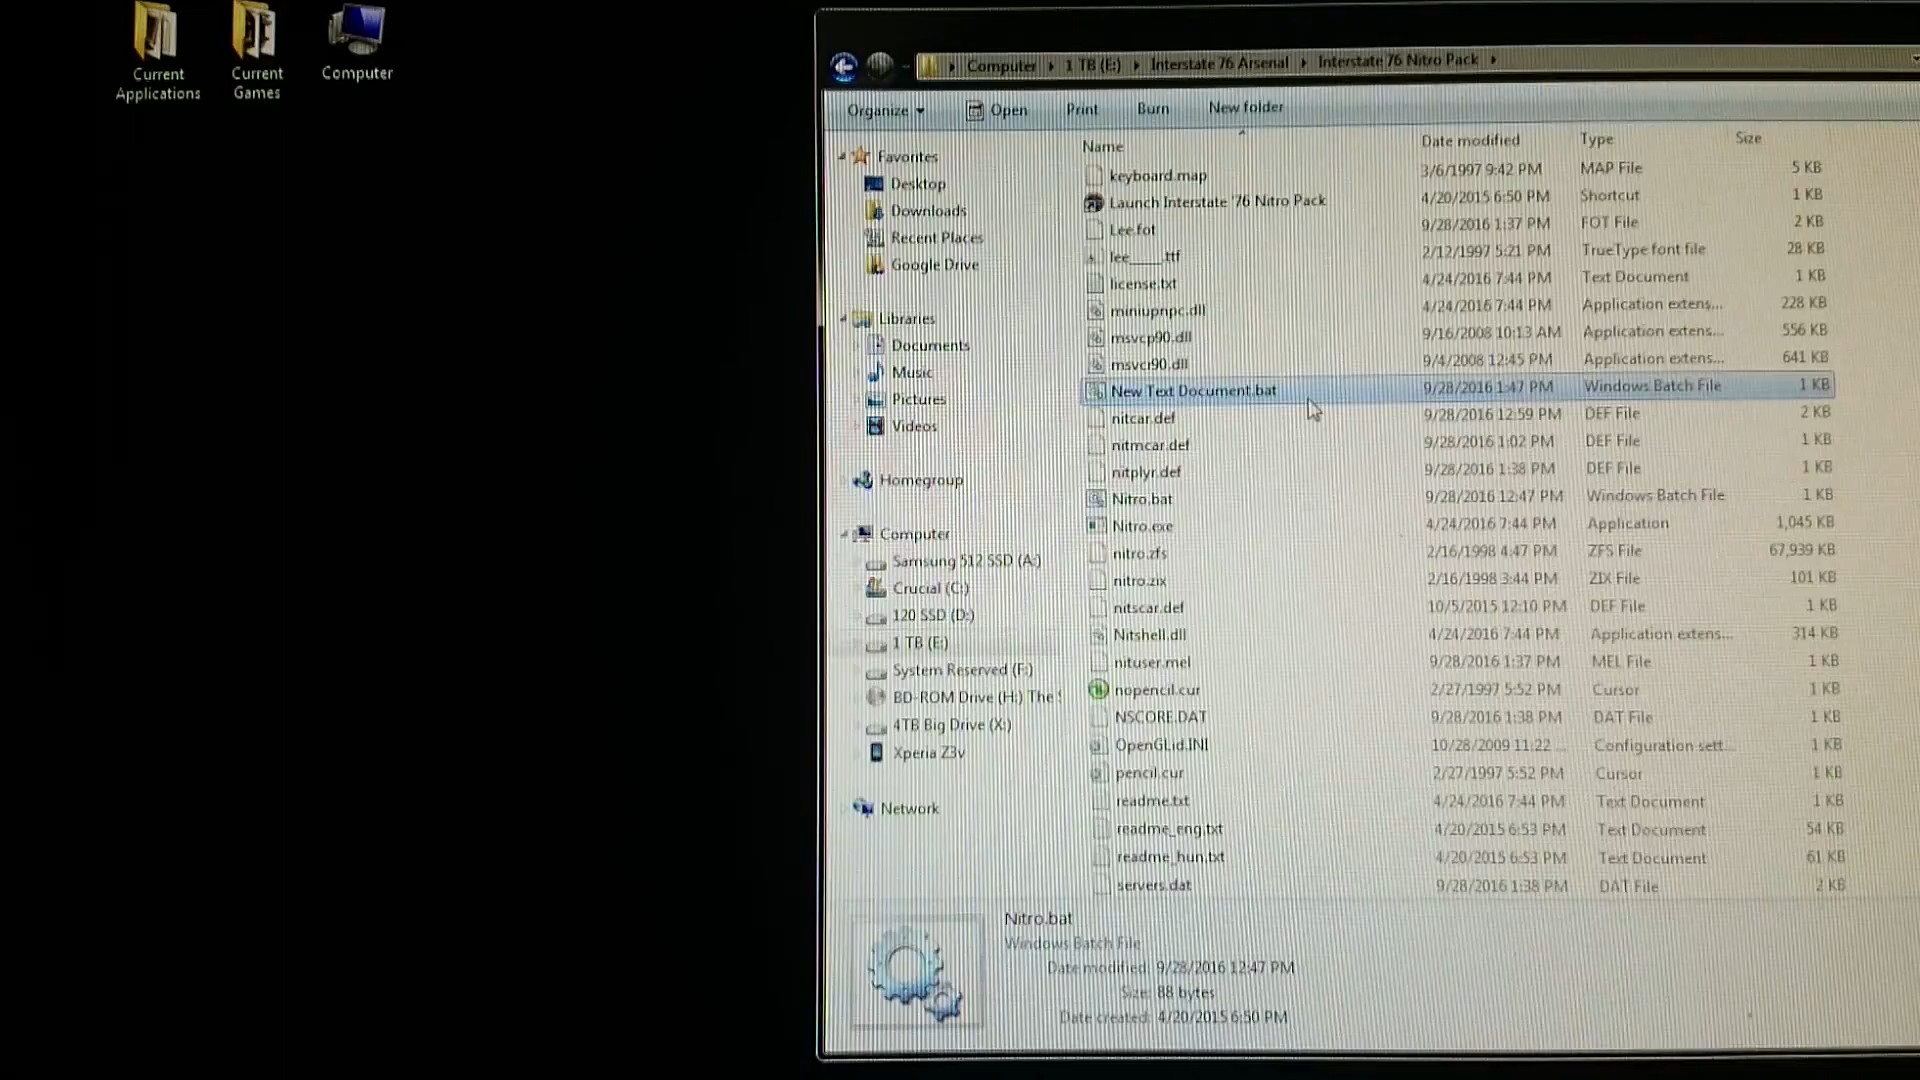 Current Applications
Current Games
Computer
Computer 1 TB (E:) Interstate 76 Arsenal Interstate 76 Nitro Pack
Organize Open Print Burn New folder
Favorites
Desktop
Downloads
Recent Places
Google Drive
Libraries
Documents
Music
Pictures
Videos
Homegroup
Computer
Samsung 512 SSD (A:)
Crucial (C:)
120 SSD (D:)
1 TB (E:)
System Reserved (F:)
BD-ROM Drive (H:) The
4TB Big Drive (X:)
Xperia Z3v
Network
Name Date modified Type Size
keyboard.map 3/6/1997 9:42 PM MAP File 5 KB
Launch Interstate '76 Nitro Pack 4/20/2015 6:50 PM Shortcut 1 KB
Lee.fot 9/28/2016 1:37 PM FOT File 2 KB
lee_____.ttf 2/12/1997 5:21 PM TrueType font file 28 KB
license.txt 4/24/2016 7:44 PM Text Document 1 KB
miniupnpc.dll 4/24/2016 7:44 PM Application extens... 228 KB
msvcp90.dll 9/16/2008 10:13 AM Application extens... 556 KB
msvcr90.dll 9/4/2008 12:45 PM Application extens... 641 KB
New Text Document.bat 9/28/2016 1:47 PM Windows Batch File 1 KB
nitcar.def 9/28/2016 12:59 PM DEF File 2 KB
nitmcar.def 9/28/2016 1:02 PM DEF File 1 KB
nitplyr.def 9/28/2016 1:38 PM DEF File 1 KB
Nitro.bat 9/28/2016 12:47 PM Windows Batch File 1 KB
Nitro.exe 4/24/2016 7:44 PM Application 1,045 KB
nitro.zfs 2/16/1998 4:47 PM ZFS File 67,939 KB
nitro.zix 2/16/1998 3:44 PM ZIX File 101 KB
nitscar.def 10/5/2015 12:10 PM DEF File 1 KB
Nitshell.dll 4/24/2016 7:44 PM Application extens... 314 KB
nituser.mel 9/28/2016 1:37 PM MEL File 1 KB
nopencil.cur 2/27/1997 5:52 PM Cursor 1 KB
NSCORE.DAT 9/28/2016 1:38 PM DAT File 1 KB
OpenGLid.INI 10/28/2009 11:22 ... Configuration sett... 1 KB
pencil.cur 2/27/1997 5:52 PM Cursor 1 KB
readme.txt 4/24/2016 7:44 PM Text Document 1 KB
readme_eng.txt 4/20/2015 6:53 PM Text Document 54 KB
readme_hun.txt 4/20/2015 6:53 PM Text Document 61 KB
servers.dat 9/28/2016 1:38 PM DAT File 2 KB
Nitro.bat
Windows Batch File
Date modified: 9/28/2016 12:47 PM
Size: 88 bytes
Date created: 4/20/2015 6:50 PM